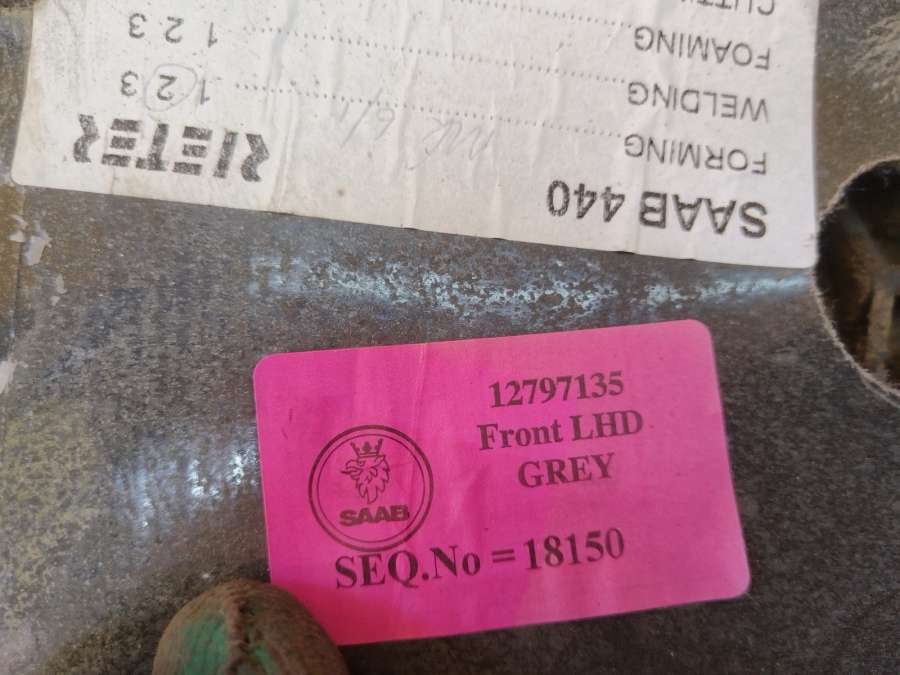 SAAB 440
RIETER
FORMING
WELDING 1 2 3
FOAMING 1 2 3
12797135
Front LHD
GREY
SAAB
SEQ.No = 18150